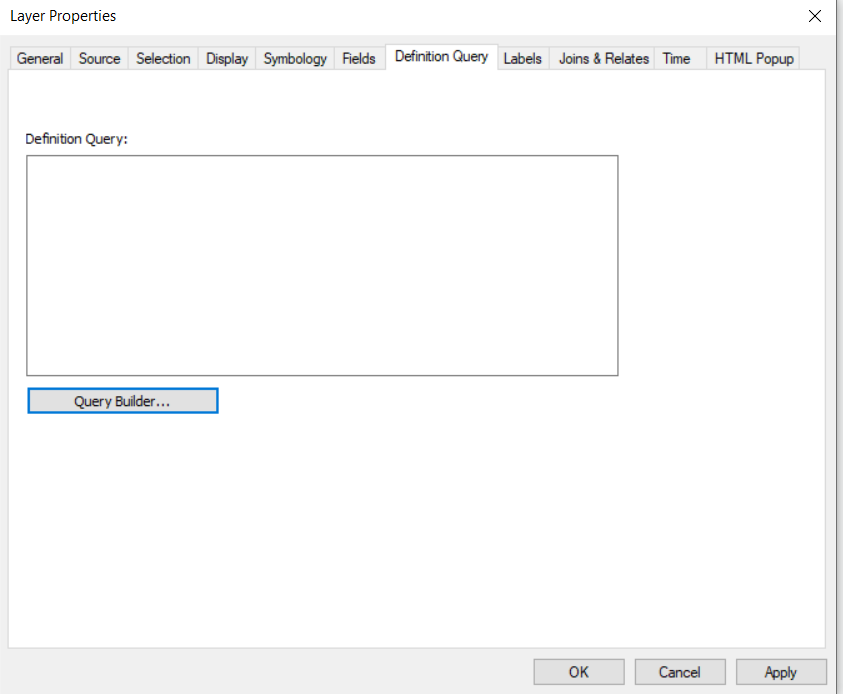 Layer Properties
General Source Selection Display Symbology Fields Definition Query Labels Joins & Relates Time HTML Popup
Definition Query:
Query Builder...
OK Cancel Apply